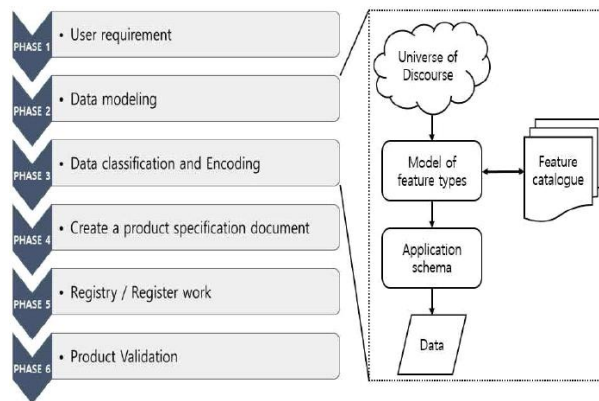 PHASE 1
• User requirement
PHASE 2
• Data modeling
PHASE 3
• Data classification and Encoding
PHASE 4
• Create a product specification document
PHASE 5
• Registry / Register work
PHASE 6
• Product Validation
Universe of
Discourse
Model of
feature types
Feature
catalogue
Application
schema
Data